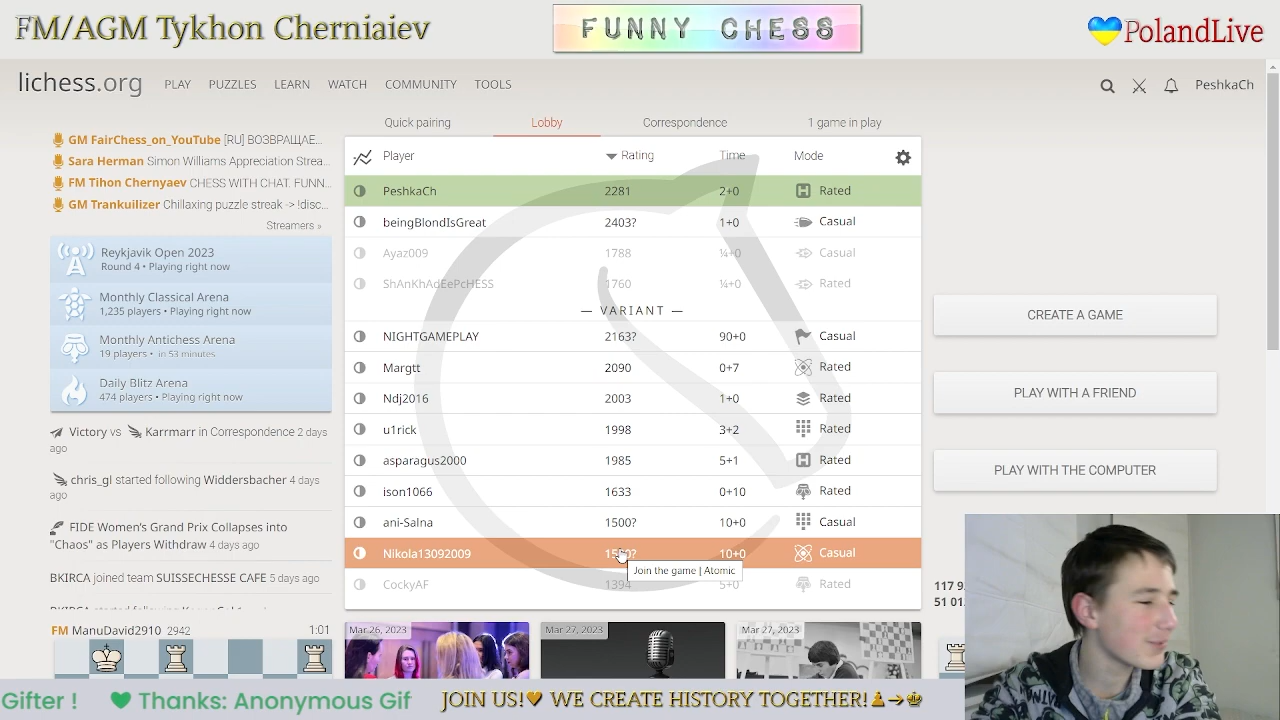 FM/AGM Tykhon Cherniaiev
FUNNY CHESS
PolandLive
lichess.org PLAY PUZZLES LEARN WATCH COMMUNITY TOOLS PeshkaCh
Quick pairing Lobby Correspondence 1 game in play
GM FairChess_on_YouTube [RU] ВОЗВРАЩАЕ...
Sara Herman Simon Williams Appreciation Strea...
FM Tihon Chernyaev CHESS WITH CHAT. FUNN...
GM Trankuilizer Chillaxing puzzle streak -> !disc...
Streamers »
Reykjavik Open 2023
Round 4 • Playing right now
Monthly Classical Arena
1,235 players • Playing right now
Monthly Antichess Arena
19 players • in 53 minutes
Daily Blitz Arena
474 players • Playing right now
Victory vs Karrmarr in Correspondence 2 days
ago
chris_gl started following Widdersbacher 4 days
ago
FIDE Women's Grand Prix Collapses into
"Chaos" as Players Withdraw 4 days ago
BKIRCA joined team SUISSECHESSE CAFE 5 days ago
FM ManuDavid2910 2942 1:01
Player Rating Time Mode
PeshkaCh 2281 2+0 Rated
beingBlondIsGreat 2403? 1+0 Casual
Ayaz009 1788 ¼+0 Casual
ShAnKhAdEePcHESS 1760 ¼+0 Rated
— VARIANT —
NIGHTGAMEPLAY 2163? 90+0 Casual
Margtt 2090 0+7 Rated
Ndj2016 2003 1+0 Rated
u1rick 1998 3+2 Rated
asparagus2000 1985 5+1 Rated
ison1066 1633 0+10 Rated
ani-Salna 1500? 10+0 Casual
Nikola13092009 10+0 Casual
Join the game | Atomic
CockyAF 1394 5+0 Rated
CREATE A GAME
PLAY WITH A FRIEND
PLAY WITH THE COMPUTER
Mar 26, 2023 Mar 27, 2023 Mar 27, 2023
Gifter ! Thanks: Anonymous Gif JOIN US! WE CREATE HISTORY TOGETHER!